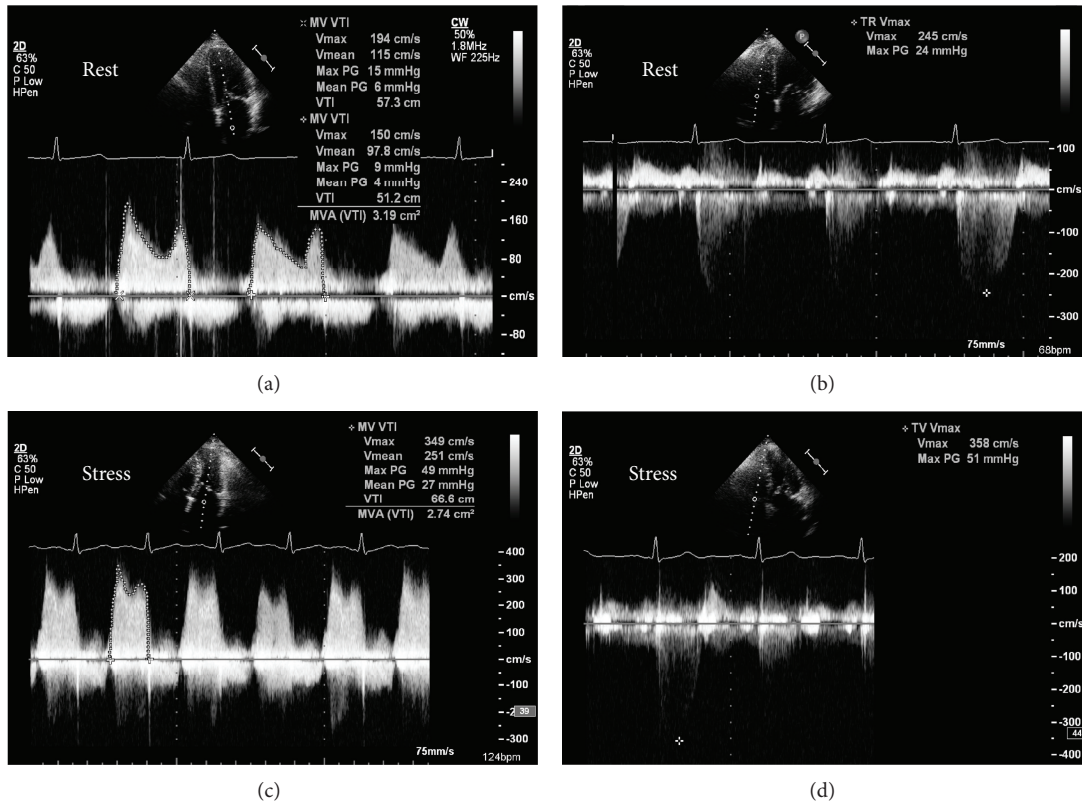 MV VTI
Vmax 194 cm/s
Vmean 115 cm/s
Max PG 15 mmHg
Mean PG 6 mmHg
VTI 57.3 cm
MV VTI
Vmax 150 cm/s
Vmean 97.8 cm/s
Max PG 9 mmHg
Mean PG 4 mmHg
VTI 51.2 cm
MVA (VTI) 3.19 cm²
CW
50%
1.8MHz
WF 225Hz
2D
63%
C 50
P Low
HPen
Rest
240
160
80
cm/s
-80
(a)
TR Vmax
Vmax 245 cm/s
Max PG 24 mmHg
P
2D
63%
C 50
P Low
HPen
Rest
100
cm/s
-100
-200
-300
75mm/s
68bpm
(b)
MV VTI
Vmax 349 cm/s
Vmean 251 cm/s
Max PG 49 mmHg
Mean PG 27 mmHg
VTI 66.6 cm
MVA (VTI) 2.74 cm²
2D
63%
C 50
P Low
HPen
Stress
400
300
200
100
cm/s
-100
39
-300
75mm/s
124bpm
(c)
TV Vmax
Vmax 358 cm/s
Max PG 51 mmHg
2D
63%
C 50
P Low
HPen
Stress
200
100
cm/s
-100
-200
-300
44
-400
(d)